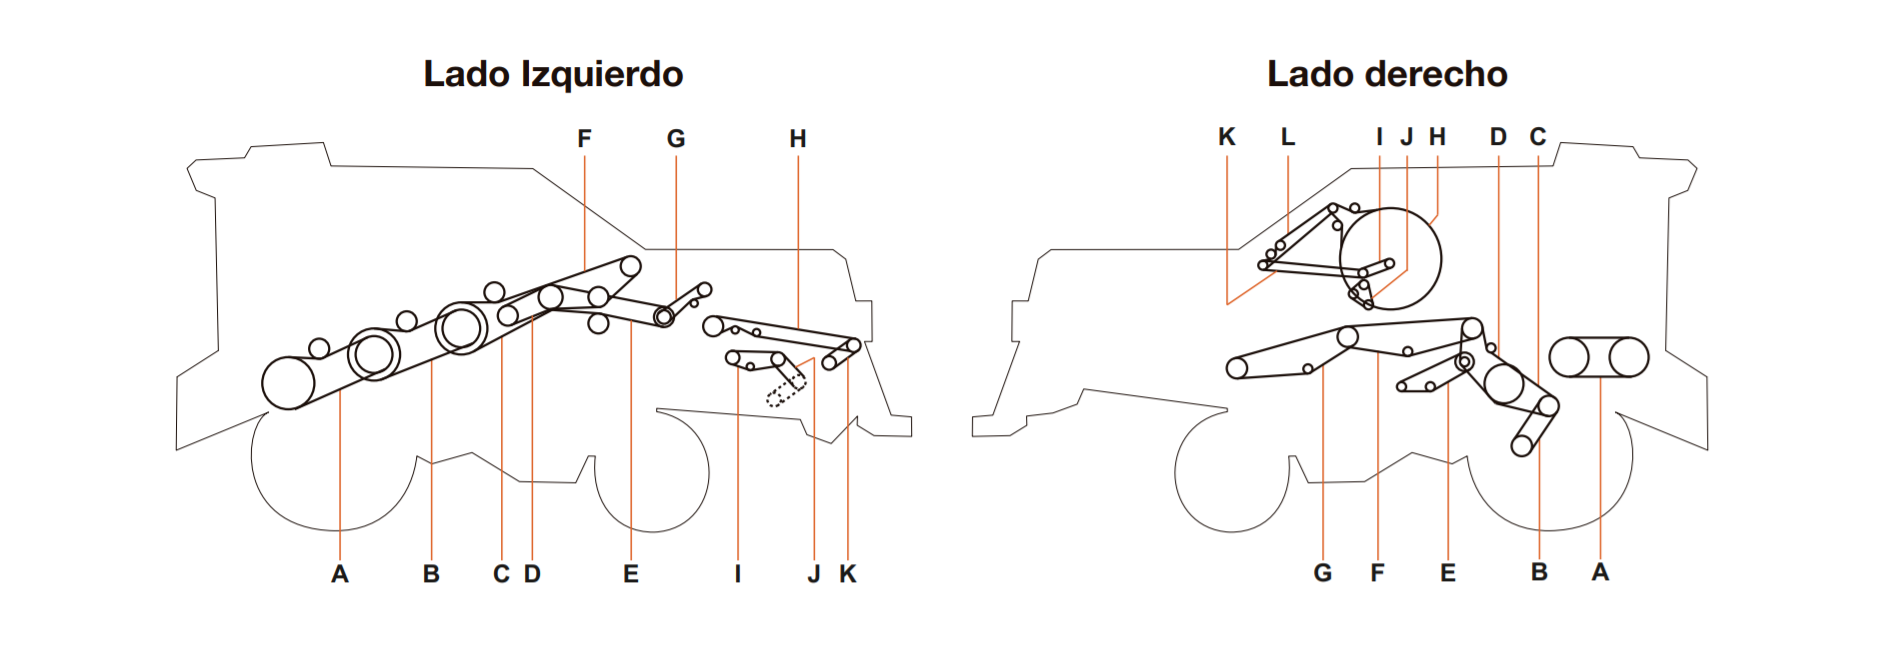 Lado Izquierdo
F G H
A B C D E I J K
Lado derecho
K L I J H D C
G F E B A